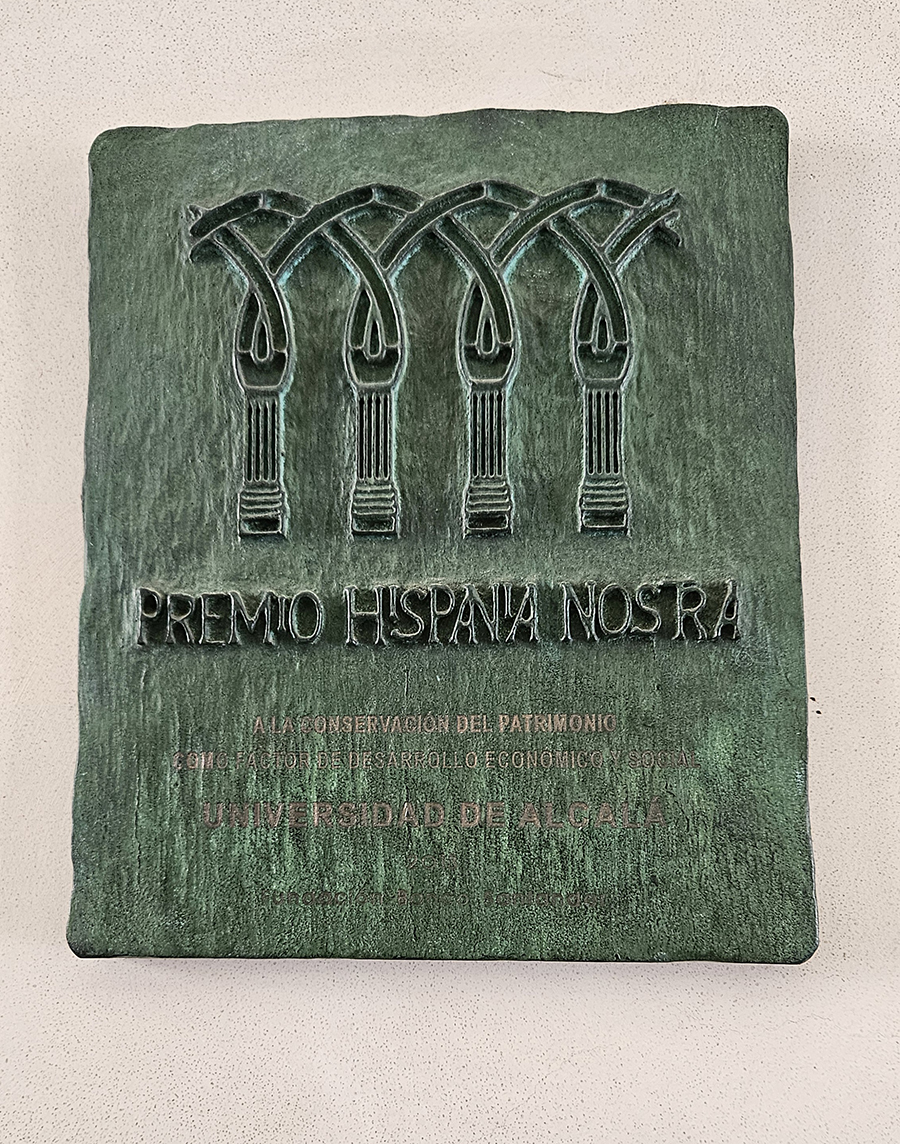 PREMIO HISPANIA NOSTRA
A LA CONSERVACIÓN DEL PATRIMONIO
COMO FACTOR DE DESARROLLO ECONÓMICO Y SOCIAL
UNIVERSIDAD DE ALCALÁ